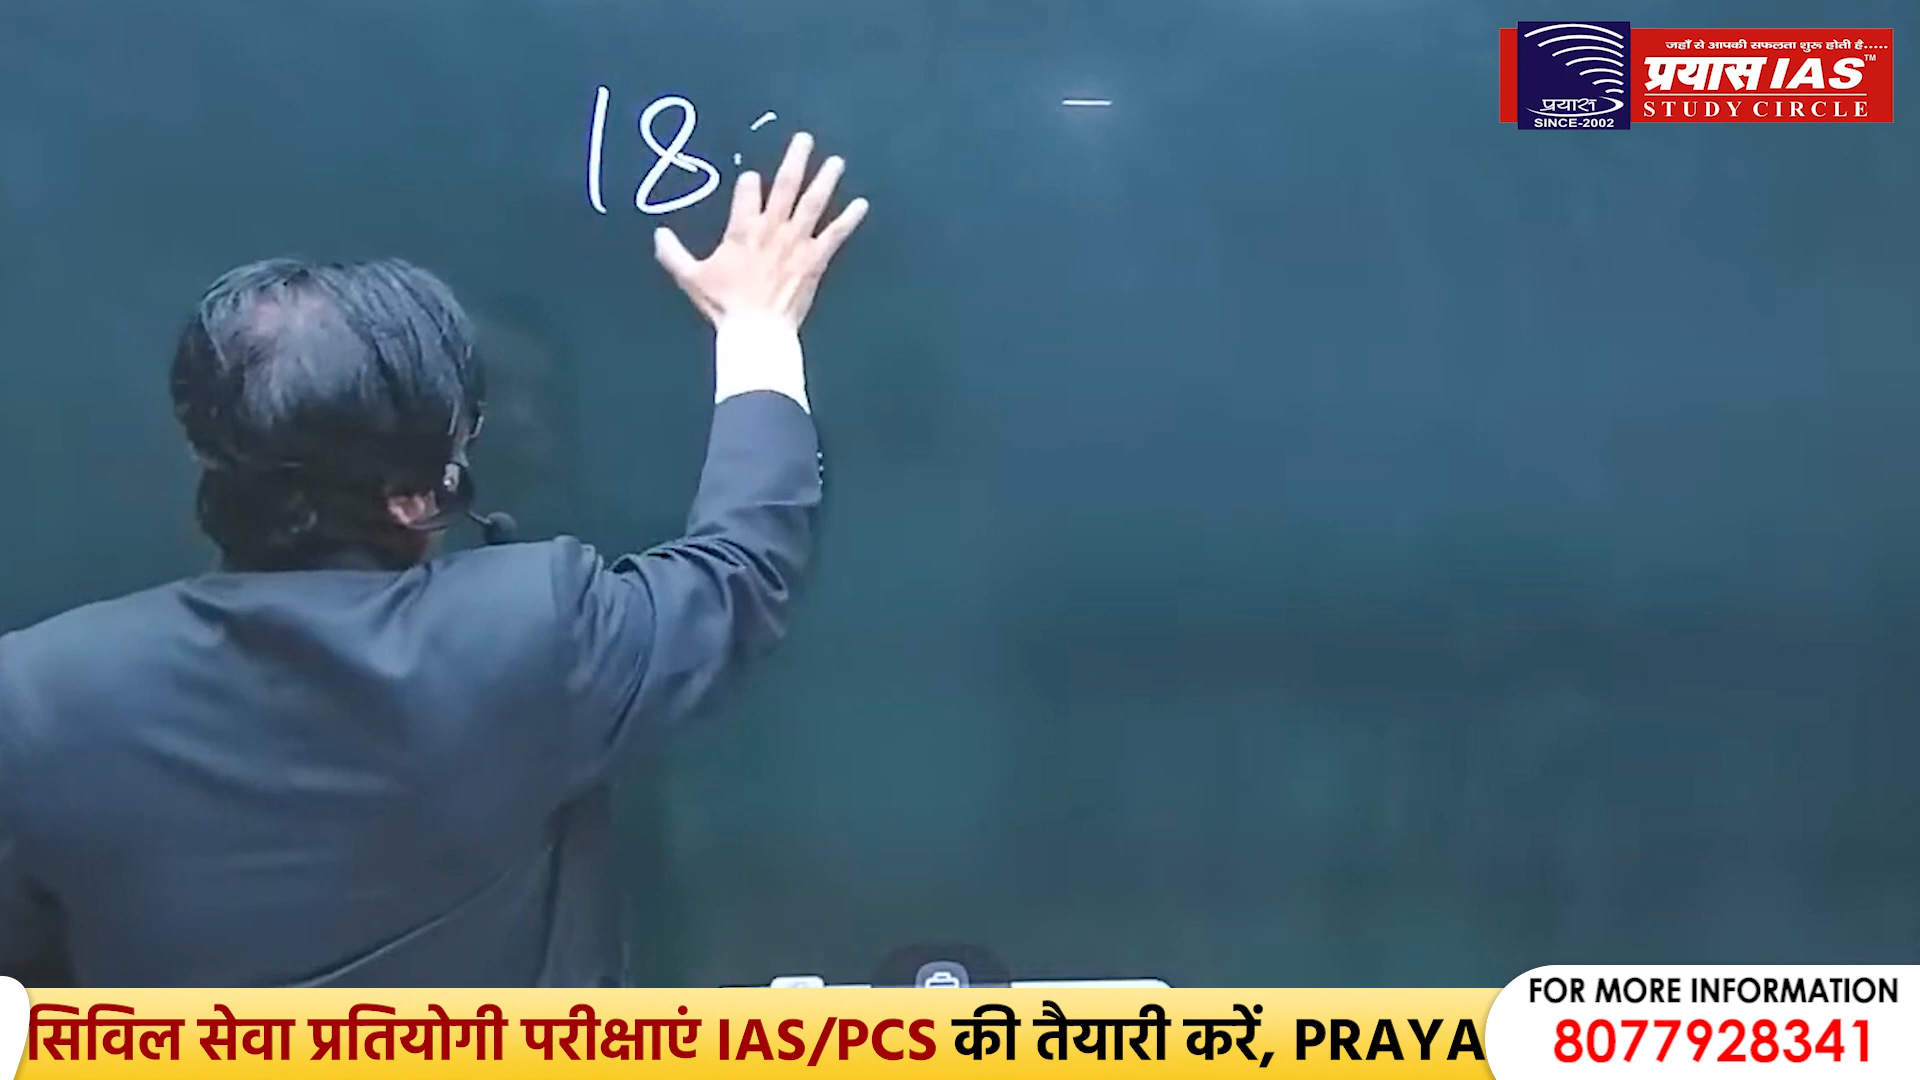 जहाँ से आपकी सफलता शुरू होती है.....
प्रयास IAS™
STUDY CIRCLE
प्रयास
SINCE-2002
18
सिविल सेवा प्रतियोगी परीक्षाएं IAS/PCS की तैयारी करें, PRAYA
FOR MORE INFORMATION
8077928341